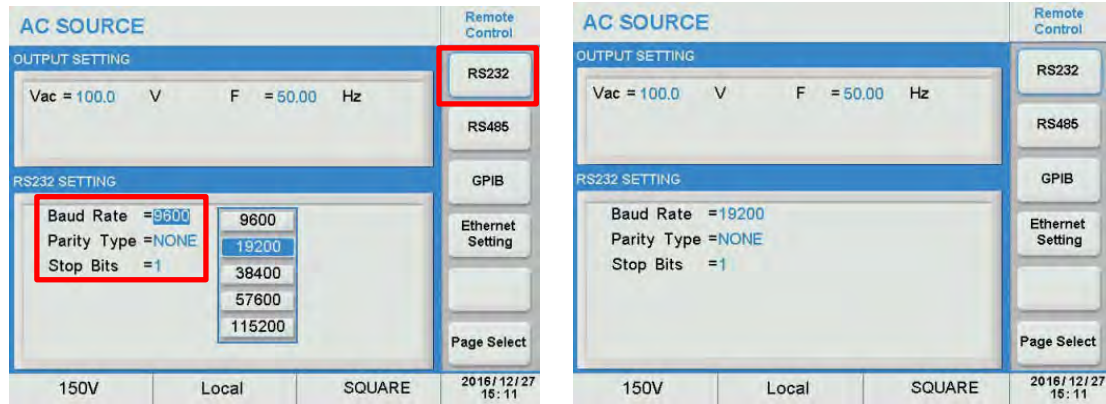 AC SOURCE
Remote
Control
OUTPUT SETTING
RS232
Vac = 100.0 V F = 50.00 Hz
RS485
RS232 SETTING
GPIB
Baud Rate =9600
9600
Ethernet
Setting
Parity Type =NONE
19200
Stop Bits =1
38400
57600
115200
Page Select
150V Local SQUARE 2016/12/27
15:11
AC SOURCE
Remote
Control
OUTPUT SETTING
RS232
Vac = 100.0 V F = 50.00 Hz
RS485
RS232 SETTING
GPIB
Baud Rate =19200
Ethernet
Setting
Parity Type =NONE
Stop Bits =1
Page Select
150V Local SQUARE 2016/12/27
15:11